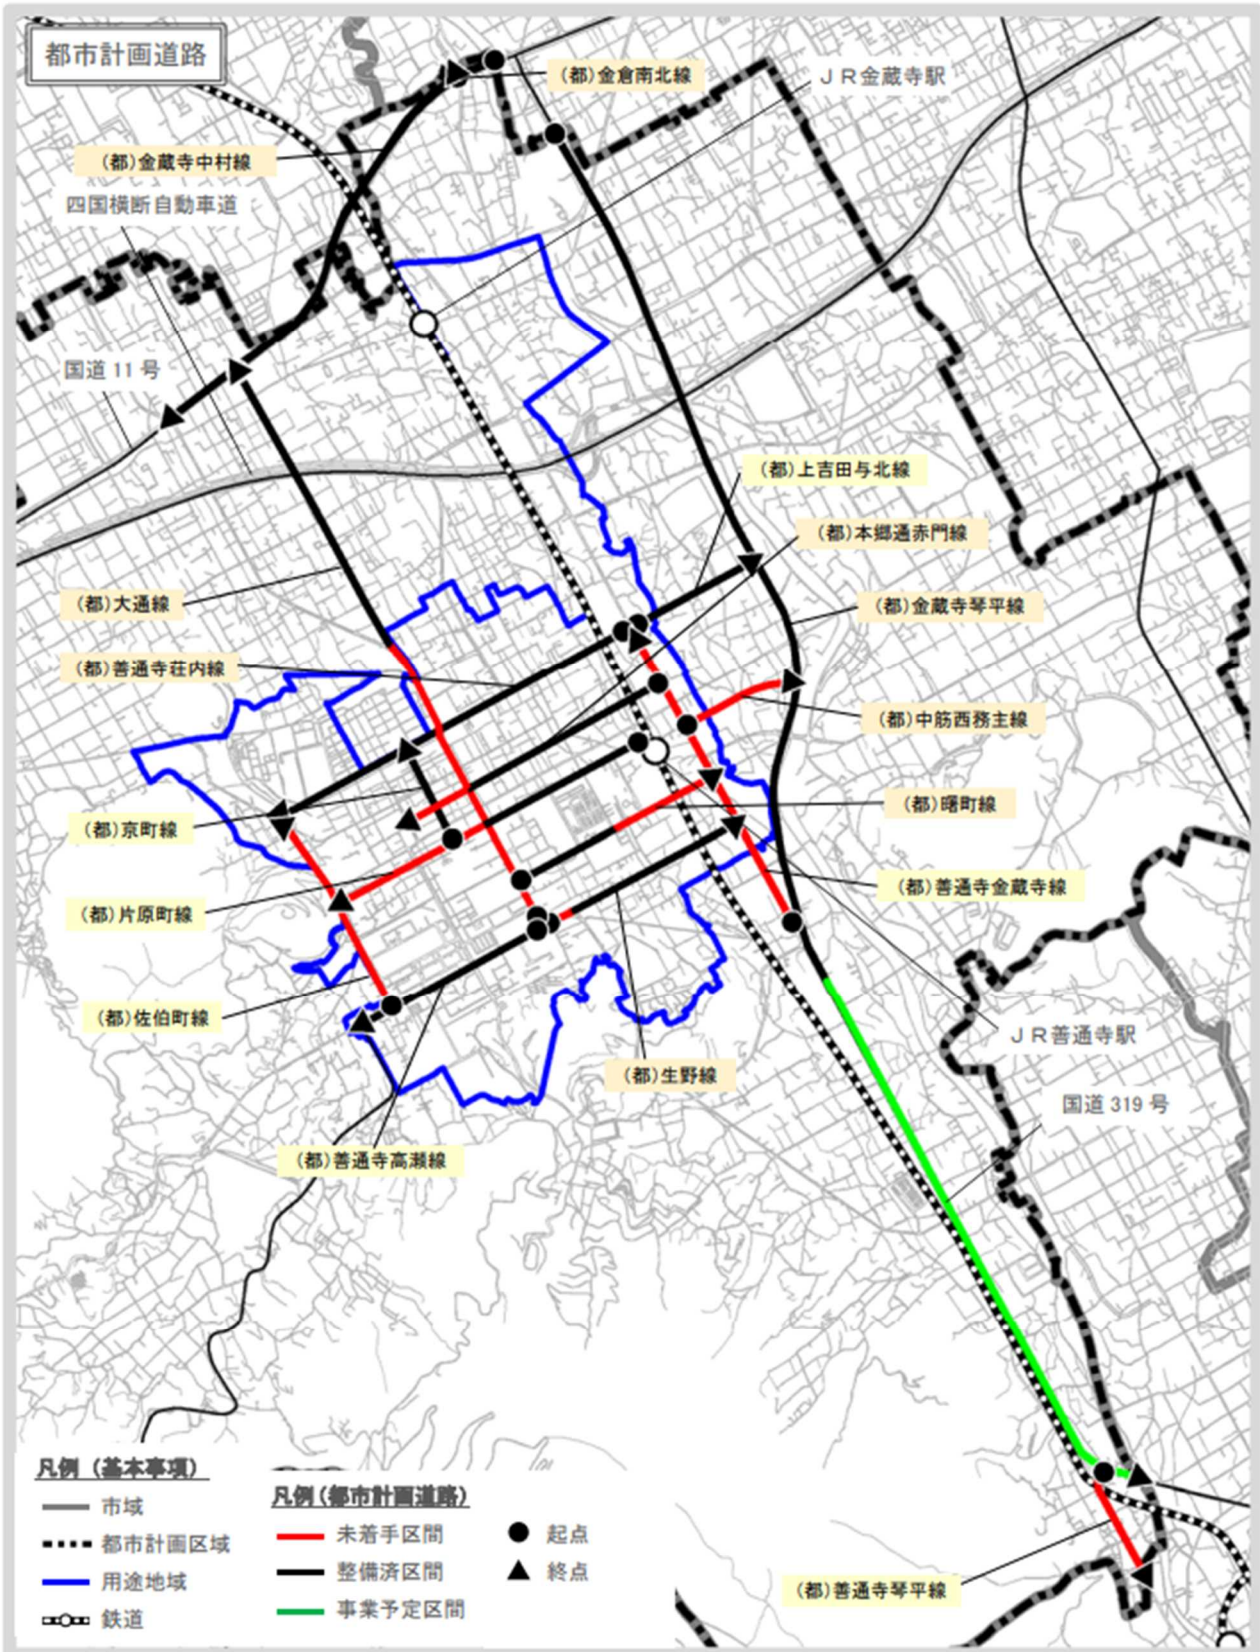 都市計画道路
(都)金倉南北線
JR金蔵寺駅
(都)金蔵寺中村線
四国横断自動車道
国道11号
(都)上吉田与北線
(都)本郷通赤門線
(都)大通線
(都)金蔵寺琴平線
(都)善通寺荘内線
(都)中筋西務主線
(都)曙町線
(都)京町線
(都)善通寺金蔵寺線
(都)片原町線
(都)佐伯町線
JR善通寺駅
(都)生野線
国道319号
(都)善通寺高瀬線
凡例(基本事項)
市域
都市計画区域
用途地域
鉄道
凡例(都市計画道路)
未着手区間
整備済区間
事業予定区間
起点
終点
(都)善通寺琴平線